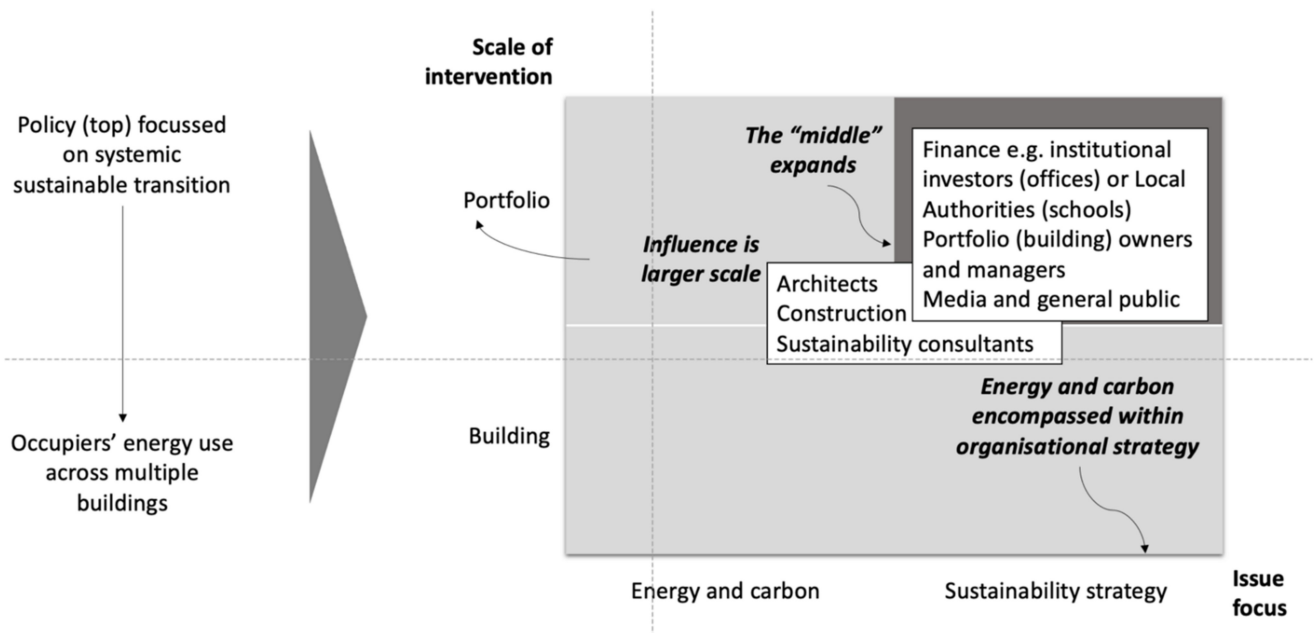 Policy (top) focussed
on systemic
sustainable transition
Occupiers’ energy use
across multiple
buildings
Scale of
intervention
Portfolio
Building
The “middle”
expands
Influence is
larger scale
Finance e.g. institutional
investors (offices) or Local
Authorities (schools)
Portfolio (building) owners
and managers
Media and general public
Architects
Construction
Sustainability consultants
Energy and carbon
encompassed within
organisational strategy
Energy and carbon
Sustainability strategy
Issue
focus